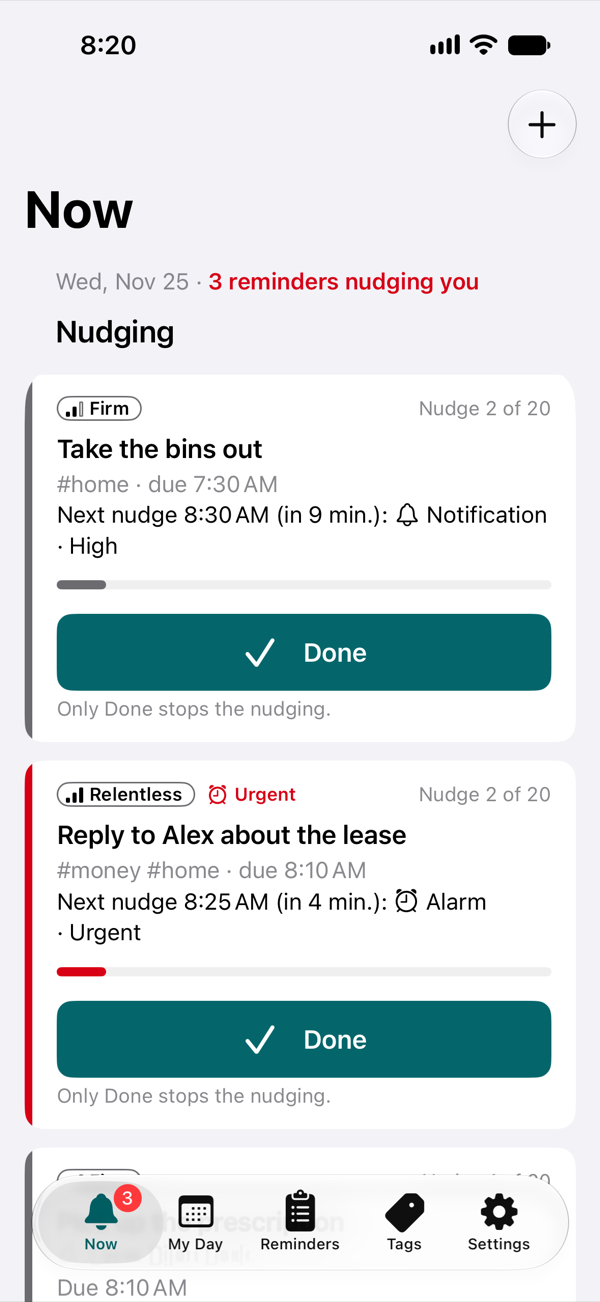 8:20
Now
Wed, Nov 25 · 3 reminders nudging you
Nudging
Firm
Nudge 2 of 20
Take the bins out
#home · due 7:30 AM
Next nudge 8:30 AM (in 9 min.): Notification
· High
Done
Only Done stops the nudging.
Relentless
Urgent
Nudge 2 of 20
Reply to Alex about the lease
#money #home · due 8:10 AM
Next nudge 8:25 AM (in 4 min.): Alarm
· Urgent
Done
Only Done stops the nudging.
prescription
3
Now
My Day
Reminders
Tags
Settings
Due 8:10 AM